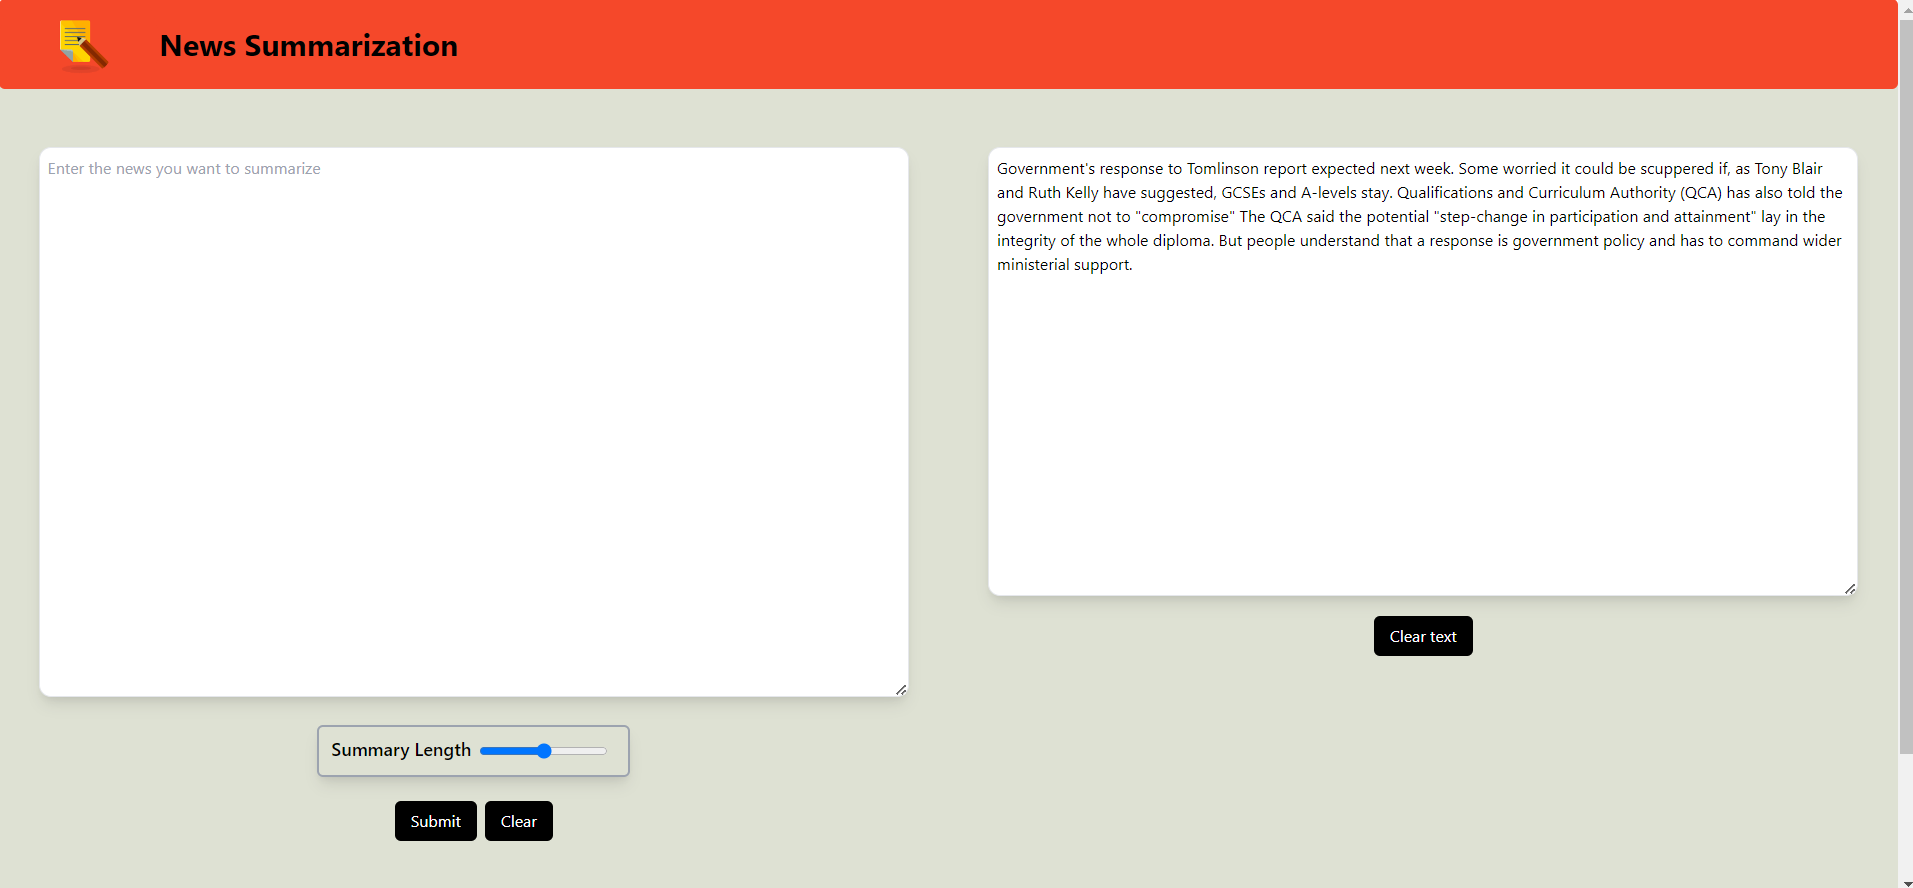 News Summarization
Enter the news you want to summarize
Government's response to Tomlinson report expected next week. Some worried it could be scuppered if, as Tony Blair
and Ruth Kelly have suggested, GCSEs and A-levels stay. Qualifications and Curriculum Authority (QCA) has also told the
government not to "compromise" The QCA said the potential "step-change in participation and attainment" lay in the
integrity of the whole diploma. But people understand that a response is government policy and has to command wider
ministerial support.
Clear text
Summary Length
Submit Clear